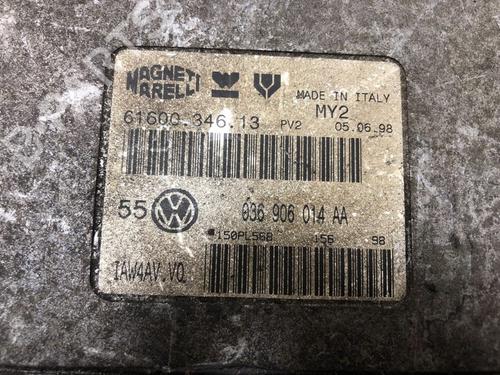 MAGNETI
MARELLI
MADE IN ITALY
MY2
61600.346.13 PV2 05.06.98
55 036 906 014 AA
150PL568 156 98
IAW4AV VQ